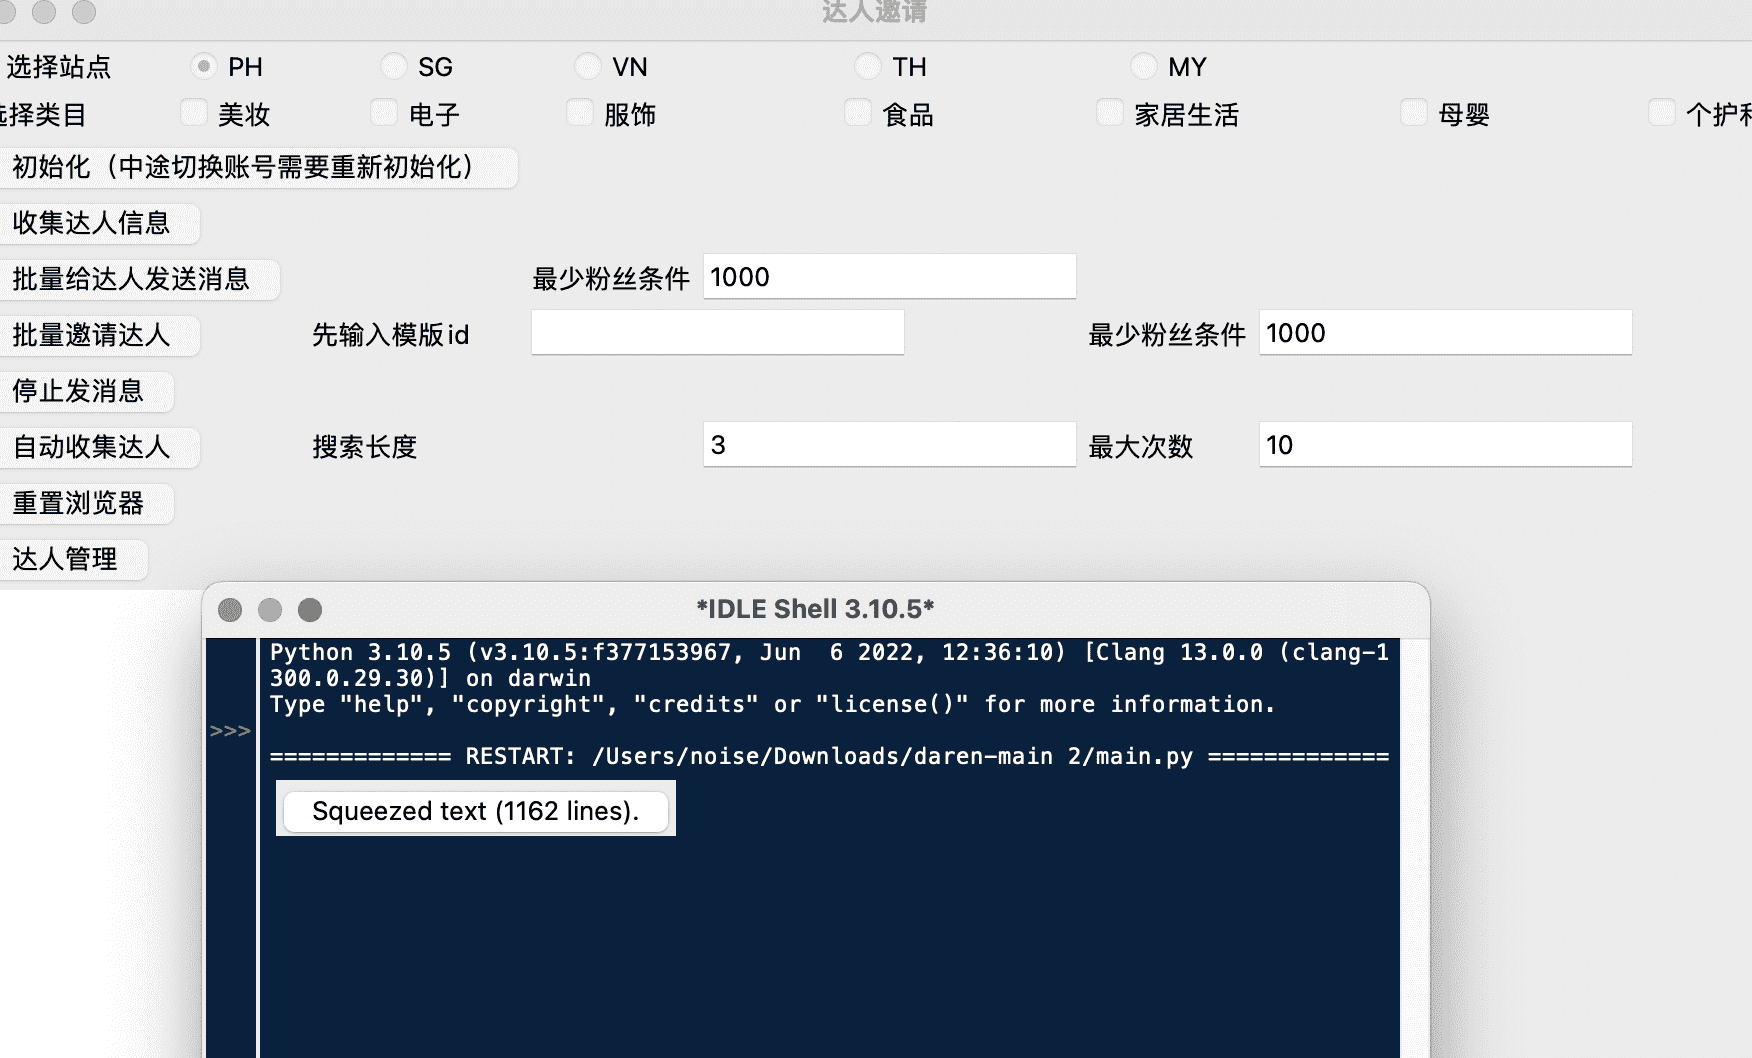 达人邀请
选择站点 PH SG VN TH MY
选择类目 美妆 电子 服饰 食品 家居生活 母婴 个护和
初始化（中途切换账号需要重新初始化）
收集达人信息
批量给达人发送消息 最少粉丝条件 1000
批量邀请达人 先输入模版id 最少粉丝条件 1000
停止发消息
自动收集达人 搜索长度 3 最大次数 10
重置浏览器
达人管理
*IDLE Shell 3.10.5*
Python 3.10.5 (v3.10.5:f377153967, Jun  6 2022, 12:36:10) [Clang 13.0.0 (clang-1
300.0.29.30)] on darwin
Type "help", "copyright", "credits" or "license()" for more information.
>>>
============= RESTART: /Users/noise/Downloads/daren-main 2/main.py =============
Squeezed text (1162 lines).